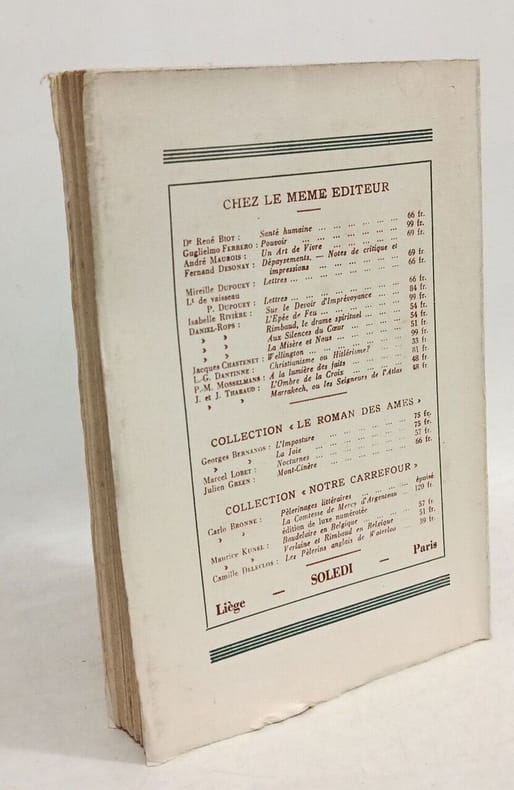 CHEZ LE MEME EDITEUR
Dr René BIOT : Santé humaine ... ... ... ... ... ... 66 fr.
Guglielmo FERRERO : Pouvoir ... ... ... ... ... ... 99 fr.
André MAUROIS : Un Art de Vivre ... ... ... ... ... 69 fr.
Fernand DESONAY : Dépaysements. — Notes de critique et
impressions ... ... ... ... ... 69 fr
Mireille DUPOUEY : Lettres ... ... ... ... ... ... 66 fr.
Lt de vaisseau
P. DUPOUEY : Lettres ... ... ... ... ... ... 66 fr.
Isabelle RIVIÈRE : Sur le Devoir d'Imprévoyance ... ... 84 fr.
DANIEL-ROPS : L'Epée de Feu ... ... ... ... ... 99 fr.
» » Rimbaud, le drame spirituel ... ... ... 54 fr.
» » Aux Silences du Cœur ... ... ... 54 fr.
» » La Misère et Nous ... ... ... ... 51 fr.
Jacques CHASTENET : Wellington ... ... ... ... ... 99 fr.
L.-G. DANTINNE : Christianisme ou Hitlérisme? ... ... 33 fr.
P.-M. MOSSELMANS : A la lumière des faits ... ... ... 81 fr.
J. et J. THARAUD : L'Ombre de la Croix ... ... ... 48 fr.
» » Marrakech, ou les Seigneurs de l'Atlas 48 fr
COLLECTION « LE ROMAN DES AMES »
Georges BERNANOS : L'Imposture ... ... ... ... ... 75 fr.
» » La Joie ... ... ... ... ... 75 fr.
Marcel LOBET : Nocturnes ... ... ... ... ... 57 fr.
Julien GREEN : Mont-Cinère ... ... ... ... ... 66 fr.
COLLECTION « NOTRE CARREFOUR »
Carlo BRONNE : Pèlerinages littéraires ... ... ... épuisé
» » La Comtesse de Mercy d'Argenteau ... 120 fr.
édition de luxe numérotée
Maurice KUNEL : Baudelaire en Belgique ... ... 57 fr
» » Verlaine et Rimbaud en Belgique ... 51 fr.
Camille DELECLOS : Les Pèlerins anglais de Waterloo ... 39 fr.
Liège — SOLEDI — Paris